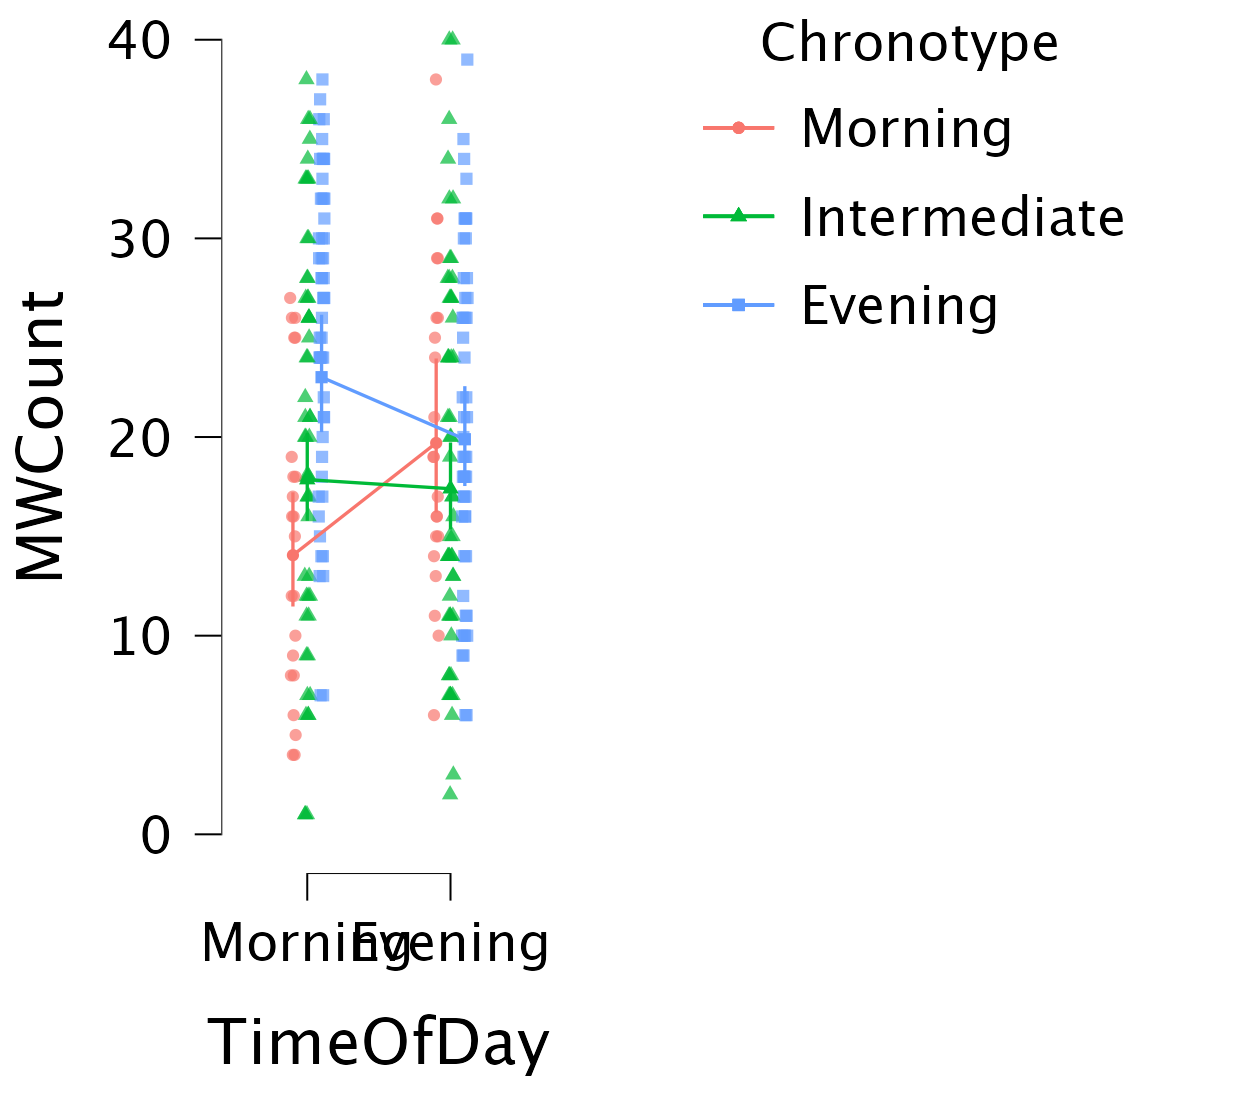 MWCount
40
30
20
10
0
Morning
Evening
TimeOfDay
Chronotype
Morning
Intermediate
Evening